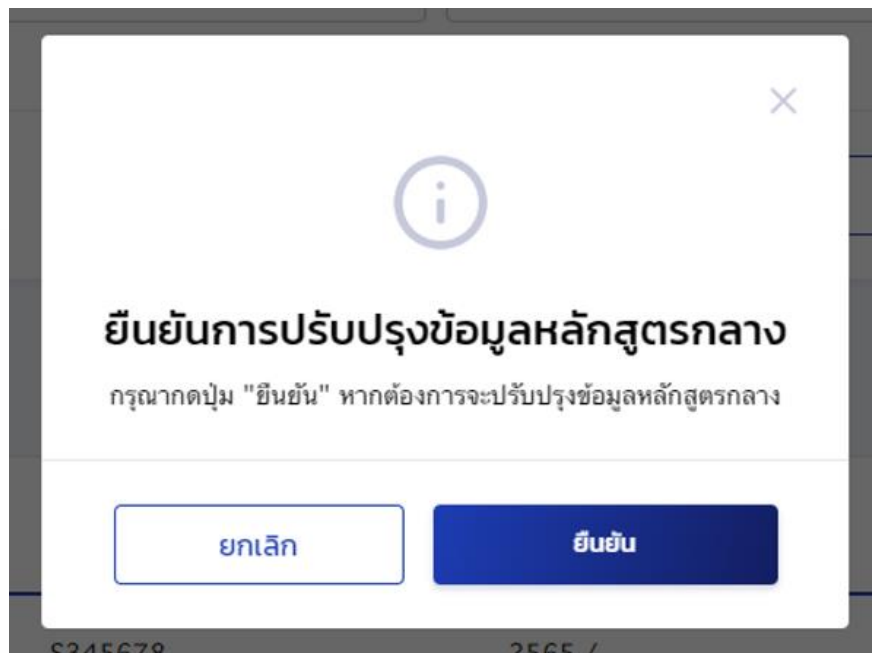 ยืนยันการปรับปรุงข้อมูลหลักสูตรกลาง
กรุณากดปุ่ม "ยืนยัน" หากต้องการจะปรับปรุงข้อมูลหลักสูตรกลาง
ยกเลิก ยืนยัน
S345678 2565 /